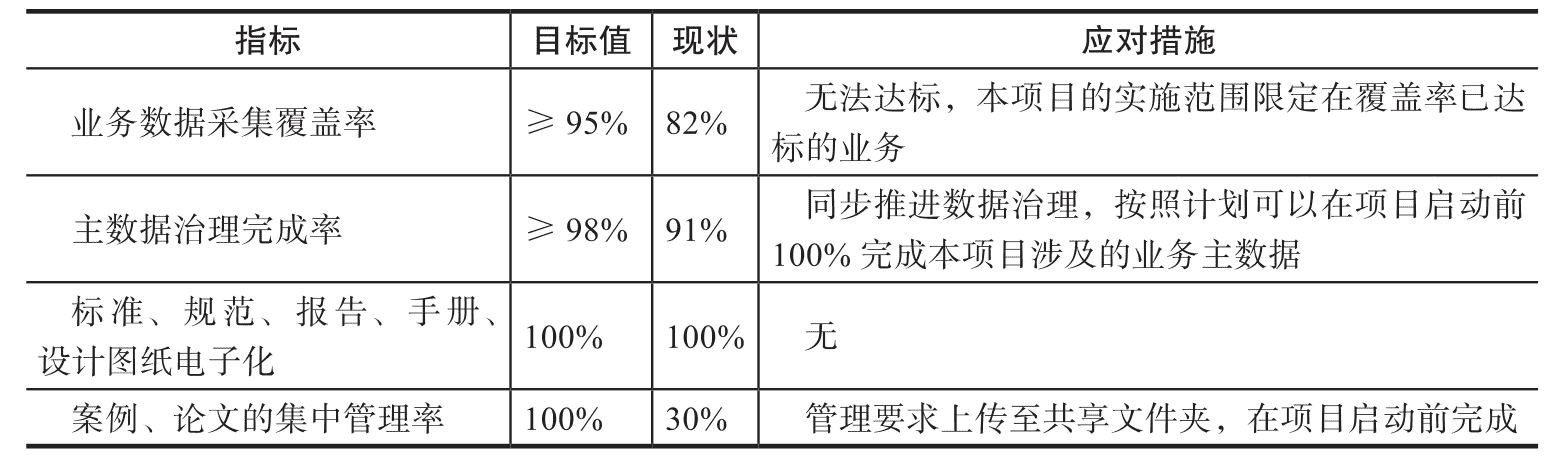 指标 目标值 现状 应对措施
业务数据采集覆盖率 ≥ 95% 82% 无法达标，本项目的实施范围限定在覆盖率已达
标的业务
主数据治理完成率 ≥ 98% 91% 同步推进数据治理，按照计划可以在项目启动前
100% 完成本项目涉及的业务主数据
标准、规范、报告、手册、
设计图纸电子化 100% 100% 无
案例、论文的集中管理率 100% 30% 管理要求上传至共享文件夹，在项目启动前完成